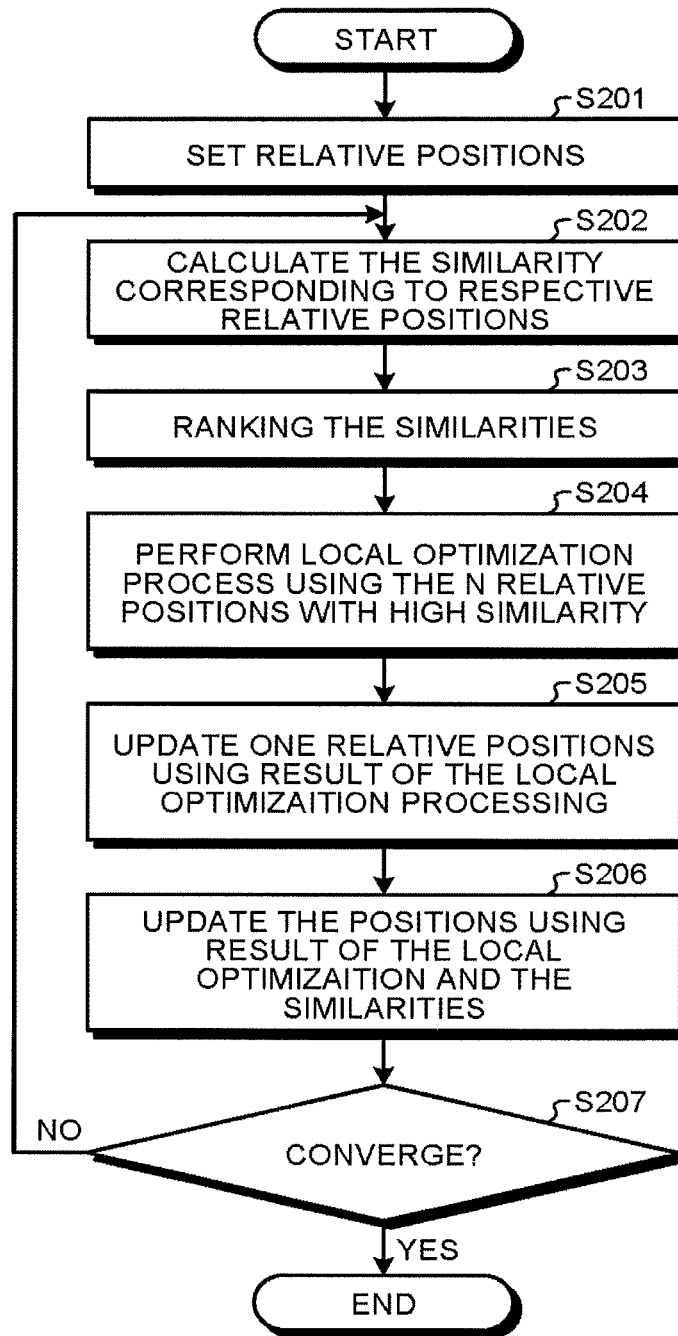 START
S201
SET RELATIVE POSITIONS
S202
CALCULATE THE SIMILARITY
CORRESPONDING TO RESPECTIVE
RELATIVE POSITIONS
S203
RANKING THE SIMILARITIES
S204
PERFORM LOCAL OPTIMIZATION
PROCESS USING THE N RELATIVE
POSITIONS WITH HIGH SIMILARITY
S205
UPDATE ONE RELATIVE POSITIONS
USING RESULT OF THE LOCAL
OPTIMIZAITION PROCESSING
S206
UPDATE THE POSITIONS USING
RESULT OF THE LOCAL
OPTIMIZAITION AND THE
SIMILARITIES
S207
NO
CONVERGE?
YES
END